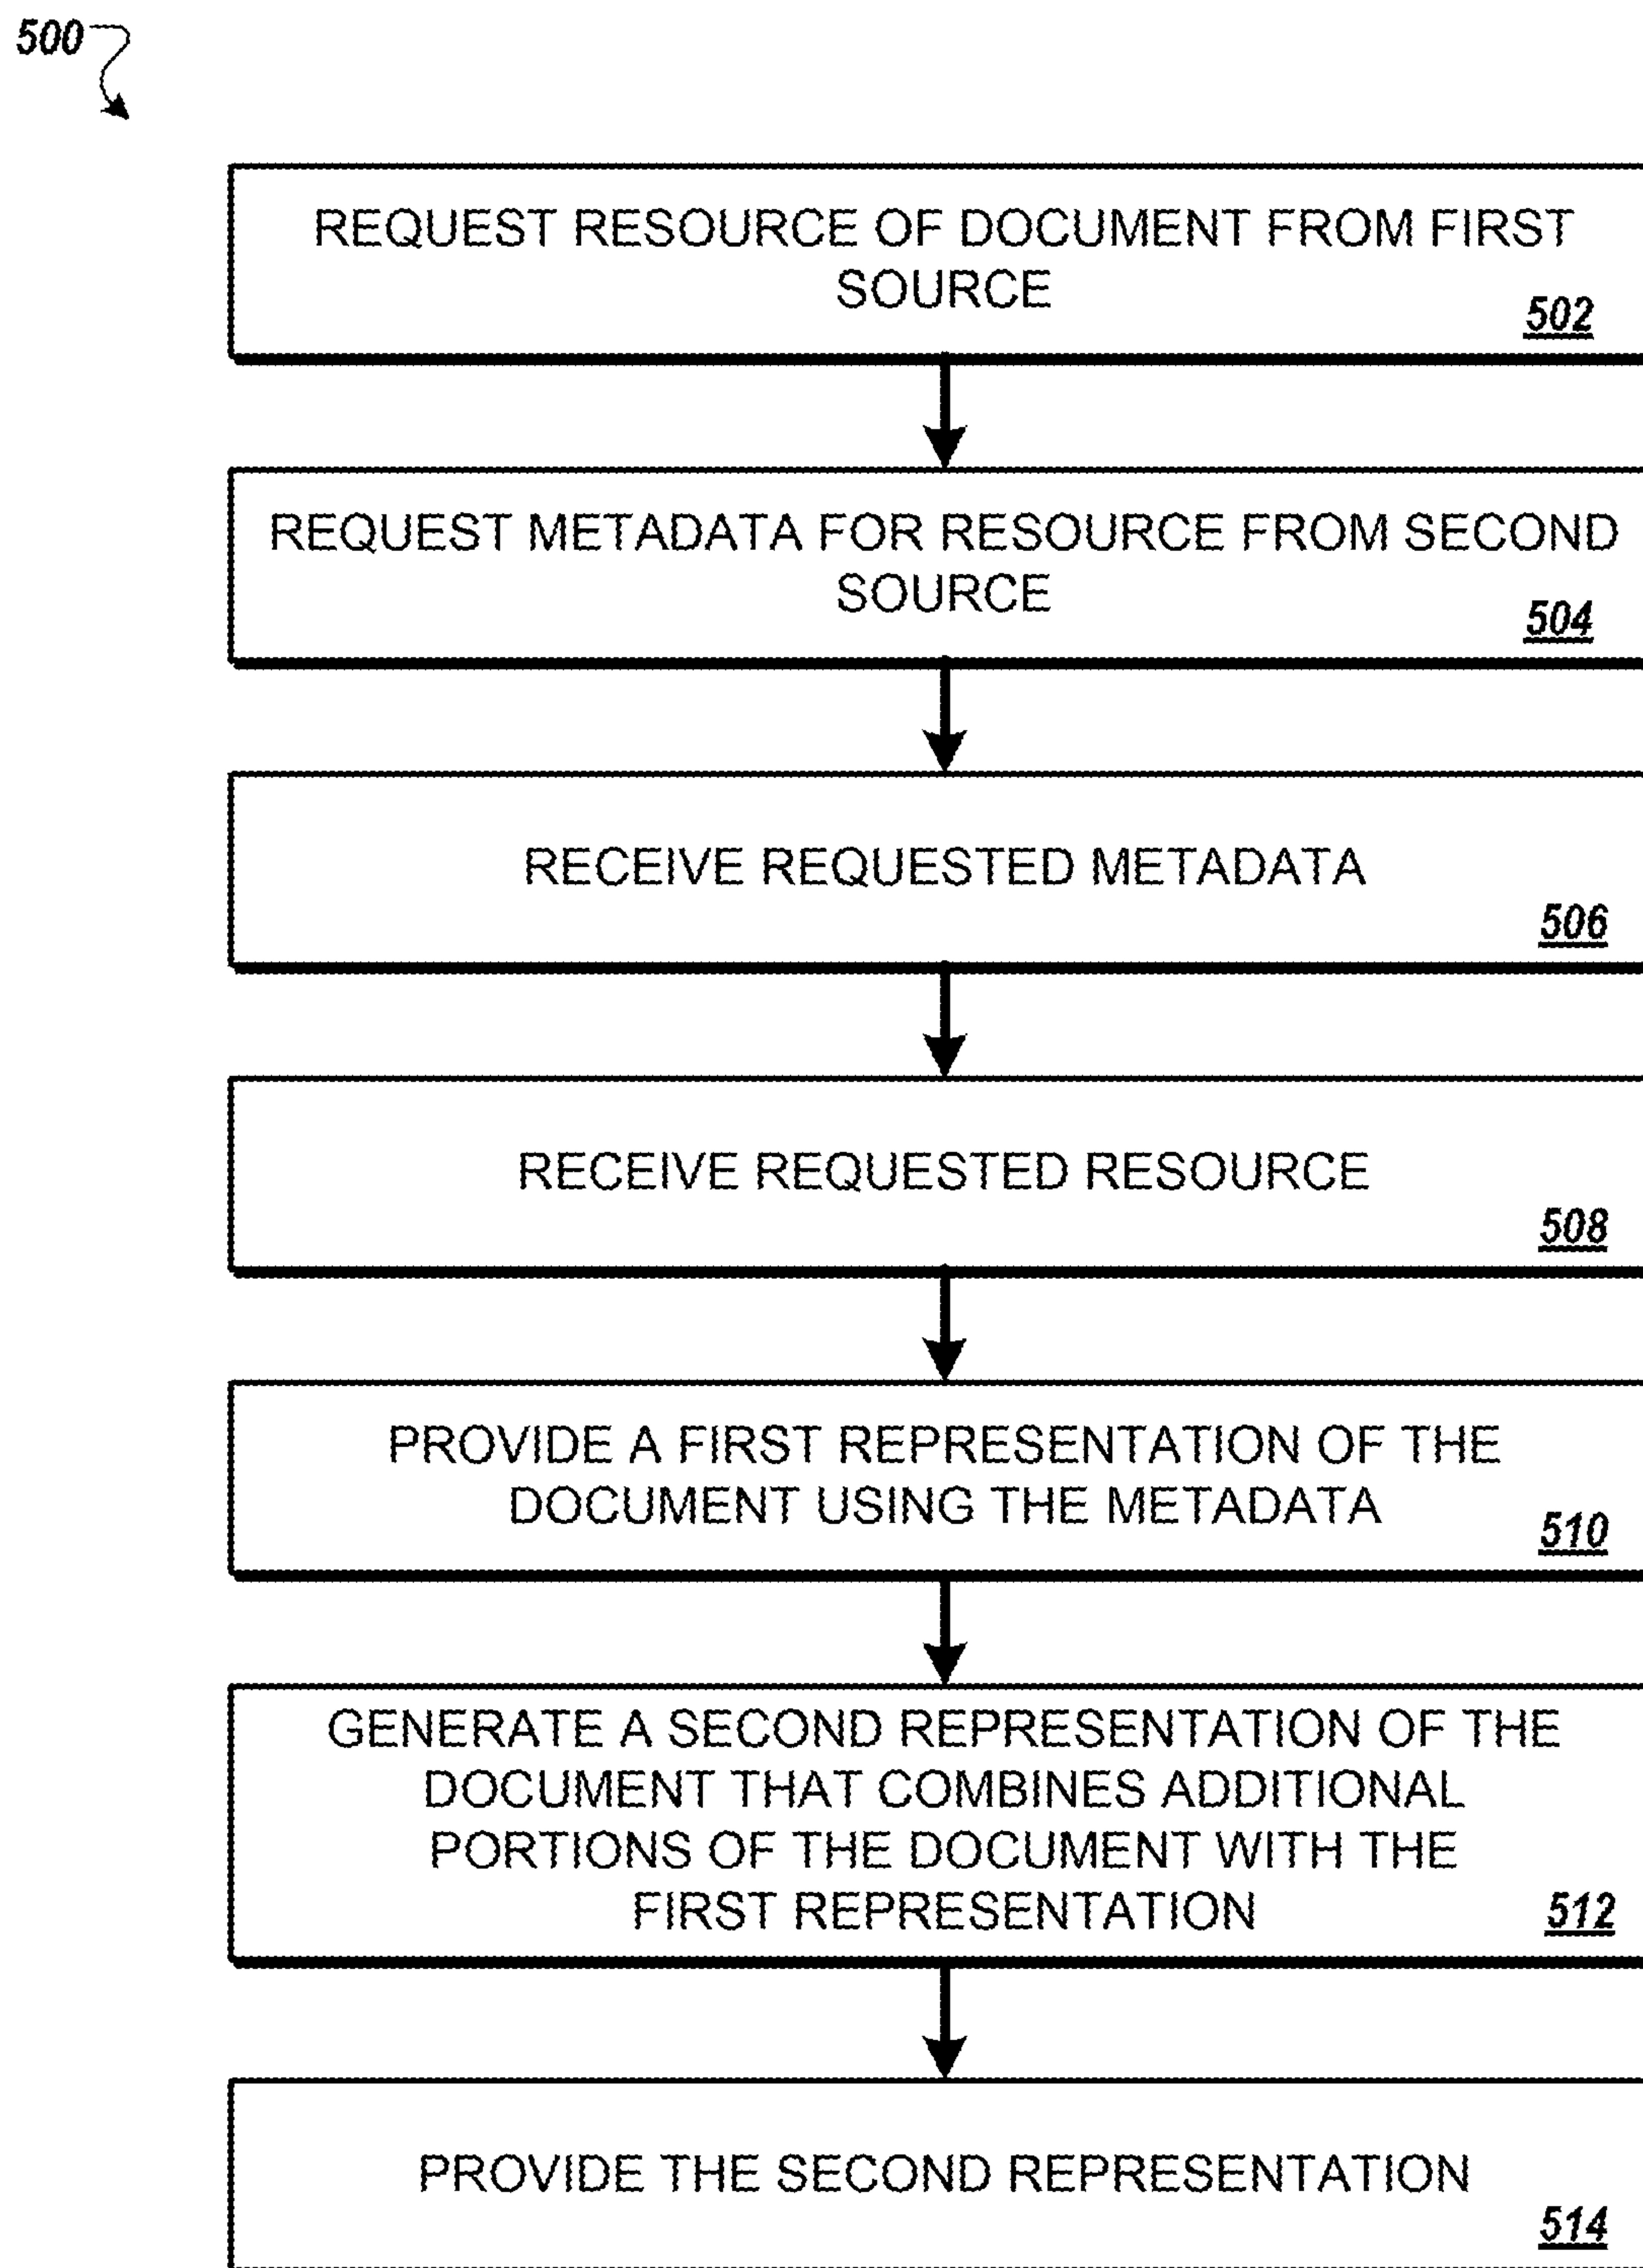 500
REQUEST RESOURCE OF DOCUMENT FROM FIRST
SOURCE
502
REQUEST METADATA FOR RESOURCE FROM SECOND
SOURCE
504
RECEIVE REQUESTED METADATA
506
RECEIVE REQUESTED RESOURCE
508
PROVIDE A FIRST REPRESENTATION OF THE
DOCUMENT USING THE METADATA
510
GENERATE A SECOND REPRESENTATION OF THE
DOCUMENT THAT COMBINES ADDITIONAL
PORTIONS OF THE DOCUMENT WITH THE
FIRST REPRESENTATION
512
PROVIDE THE SECOND REPRESENTATION
514